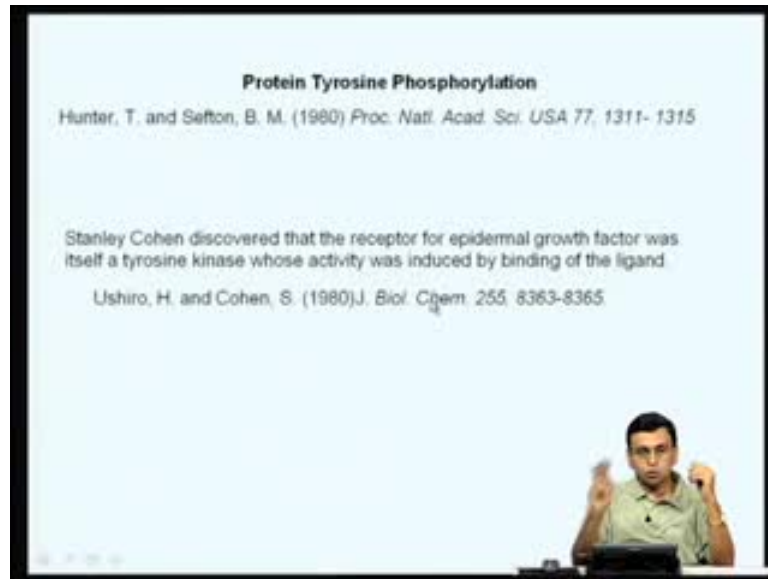 Protein Tyrosine Phosphorylation
Hunter, T. and Sefton, B. M. (1980) Proc. Natl. Acad. Sci. USA 77, 1311- 1315
Stanley Cohen discovered that the receptor for epidermal growth factor was
itself a tyrosine kinase whose activity was induced by binding of the ligand
Ushiro, H. and Cohen, S. (1980)J. Biol. Chem. 255, 8363-8365.